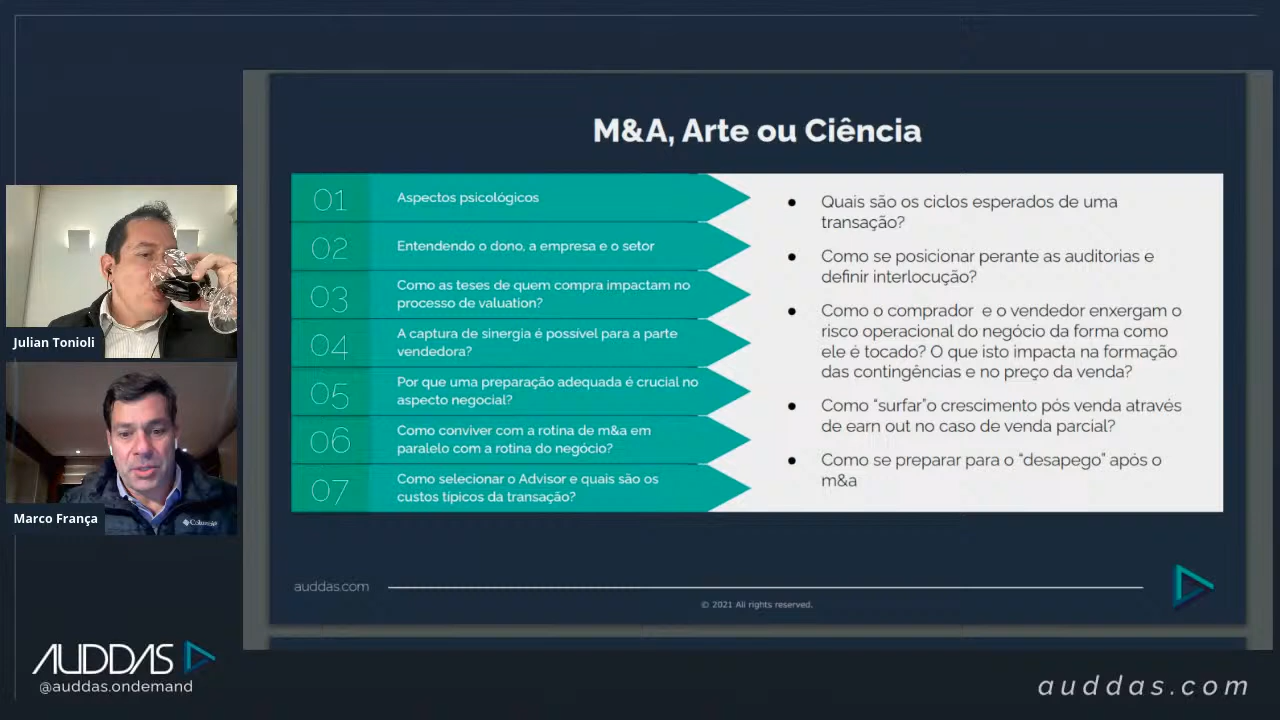 M&A, Arte ou Ciência
01
Aspectos psicológicos
02
Entendendo o dono, a empresa e o setor
03
Como as teses de quem compra impactam no
processo de valuation?
04
A captura de sinergia é possível para a parte
vendedora?
05
Por que uma preparação adequada é crucial no
aspecto negocial?
06
Como conviver com a rotina de m&a em
paralelo com a rotina do negócio?
07
Como selecionar o Advisor e quais são os
custos típicos da transação?
● Quais são os ciclos esperados de uma
transação?
● Como se posicionar perante as auditorias e
definir interlocução?
● Como o comprador e o vendedor enxergam o
risco operacional do negócio da forma como
ele é tocado? O que isto impacta na formação
das contingências e no preço da venda?
● Como “surfar”o crescimento pós venda através
de earn out no caso de venda parcial?
● Como se preparar para o “desapego” após o
m&a
auddas.com
© 2021 All rights reserved.
Julian Tonioli
Marco França
Columbia
AUDDAS
@auddas.ondemand
auddas.com